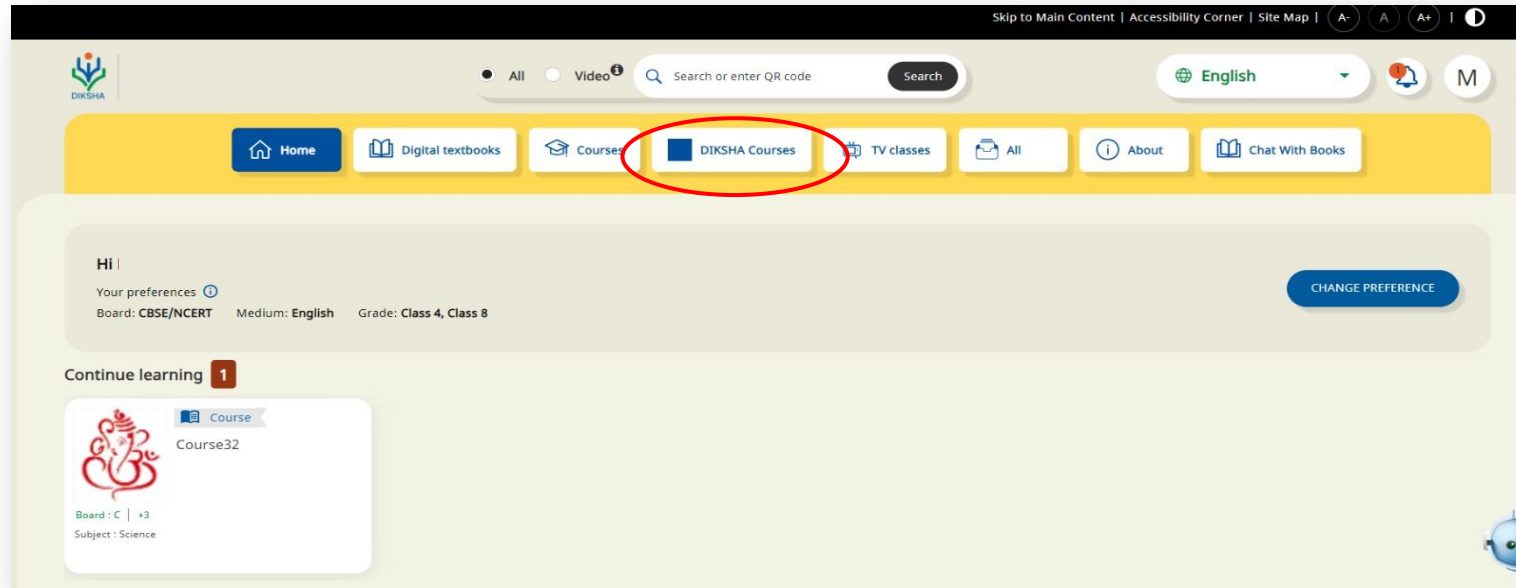 Skip to Main Content | Accessibility Corner | Site Map | A- A A+ |
DIKSHA
All Video Search or enter QR code Search English 1 M
Home Digital textbooks Courses DIKSHA Courses TV classes All About Chat With Books
Hi
Your preferences
Board: CBSE/NCERT Medium: English Grade: Class 4, Class 8
CHANGE PREFERENCE
Continue learning 1
Course
Course32
Board : C | +3
Subject : Science